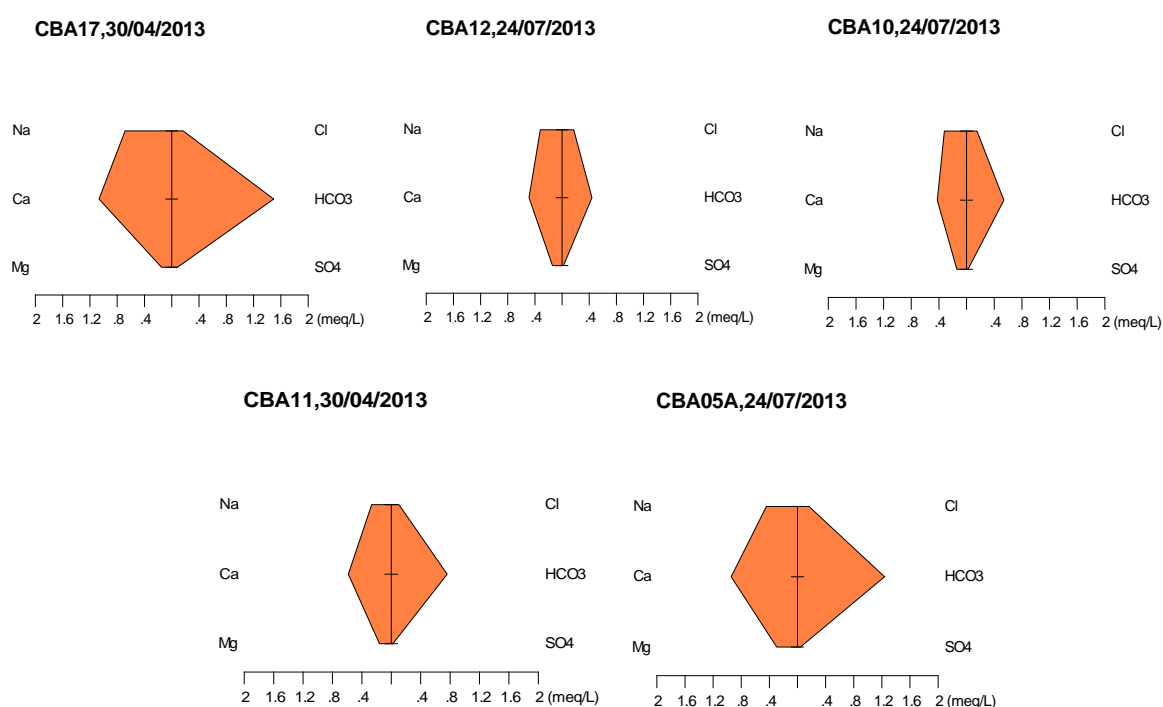 CBA17,30/04/2013
Na Cl
Ca HCO3
Mg SO4
2 1.6 1.2 .8 .4 .4 .8 1.2 1.6 2 (meq/L)
CBA12,24/07/2013
Na Cl
Ca HCO3
Mg SO4
2 1.6 1.2 .8 .4 .4 .8 1.2 1.6 2 (meq/L)
CBA10,24/07/2013
Na Cl
Ca HCO3
Mg SO4
2 1.6 1.2 .8 .4 .4 .8 1.2 1.6 2 (meq/L)
CBA11,30/04/2013
Na Cl
Ca HCO3
Mg SO4
2 1.6 1.2 .8 .4 .4 .8 1.2 1.6 2 (meq/L)
CBA05A,24/07/2013
Na Cl
Ca HCO3
Mg SO4
2 1.6 1.2 .8 .4 .4 .8 1.2 1.6 2 (meq/L)